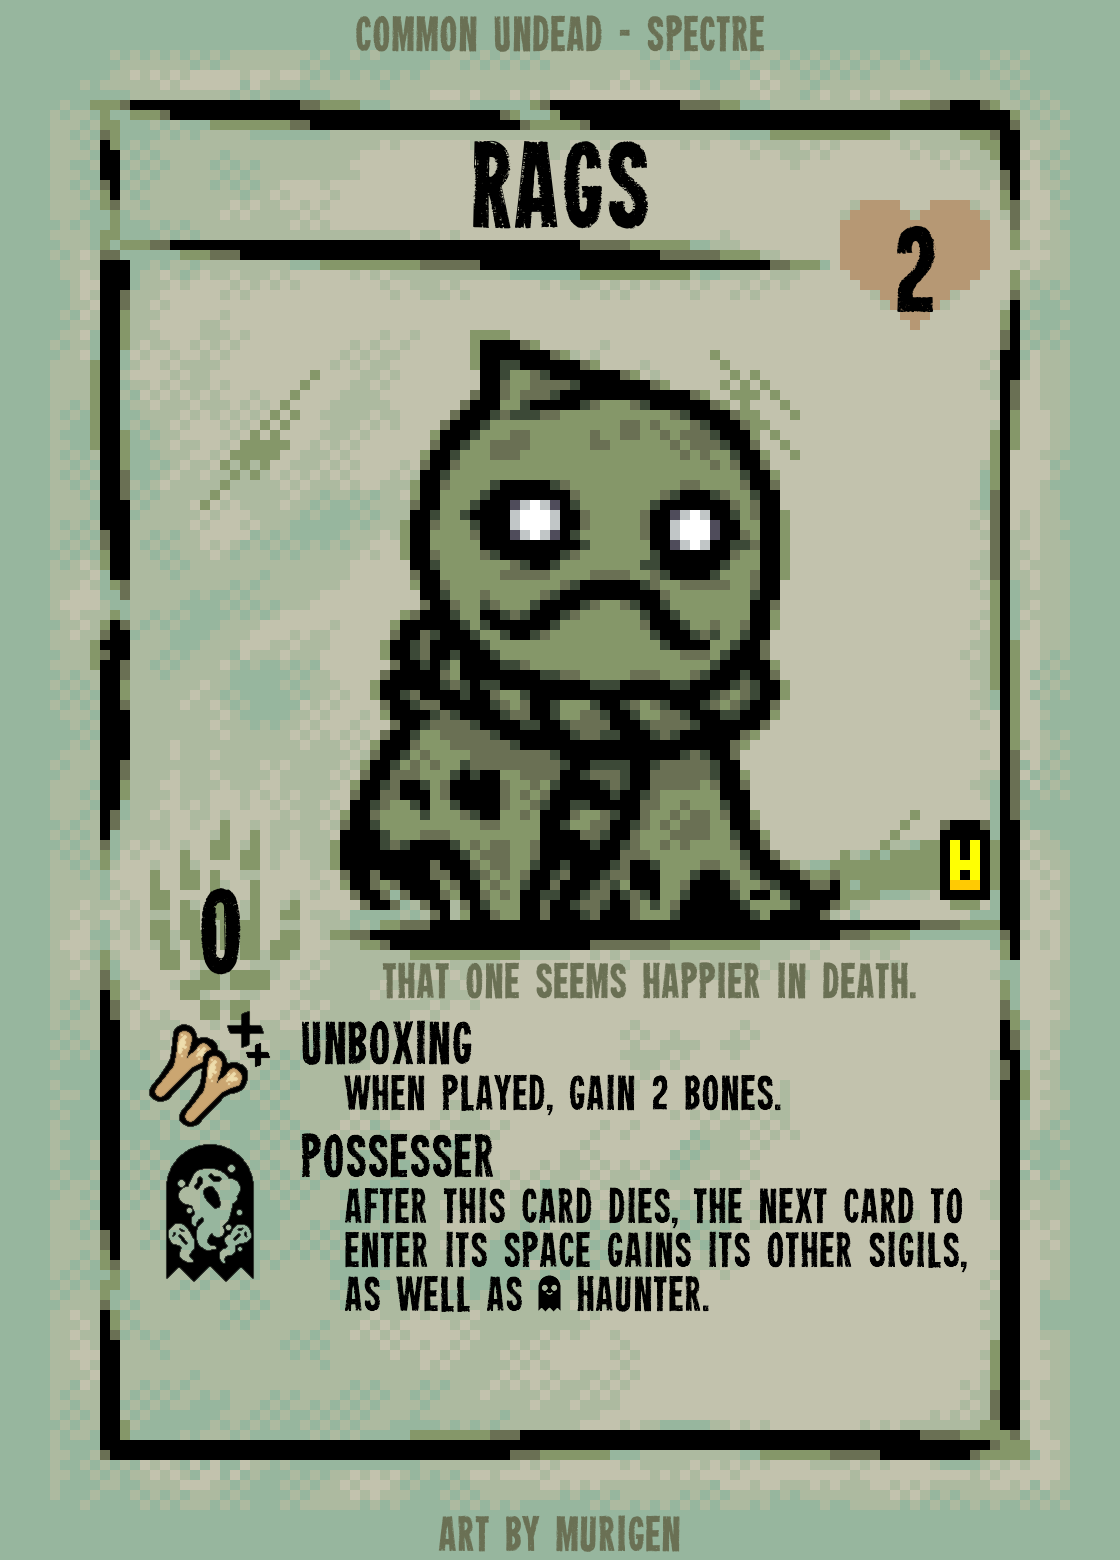 COMMON UNDEAD - SPECTRE
RAGS
2
0
THAT ONE SEEMS HAPPIER IN DEATH.
UNBOXING
WHEN PLAYED, GAIN 2 BONES.
POSSESSER
AFTER THIS CARD DIES, THE NEXT CARD TO
ENTER ITS SPACE GAINS ITS OTHER SIGILS,
AS WELL AS HAUNTER.
ART BY MURIGEN